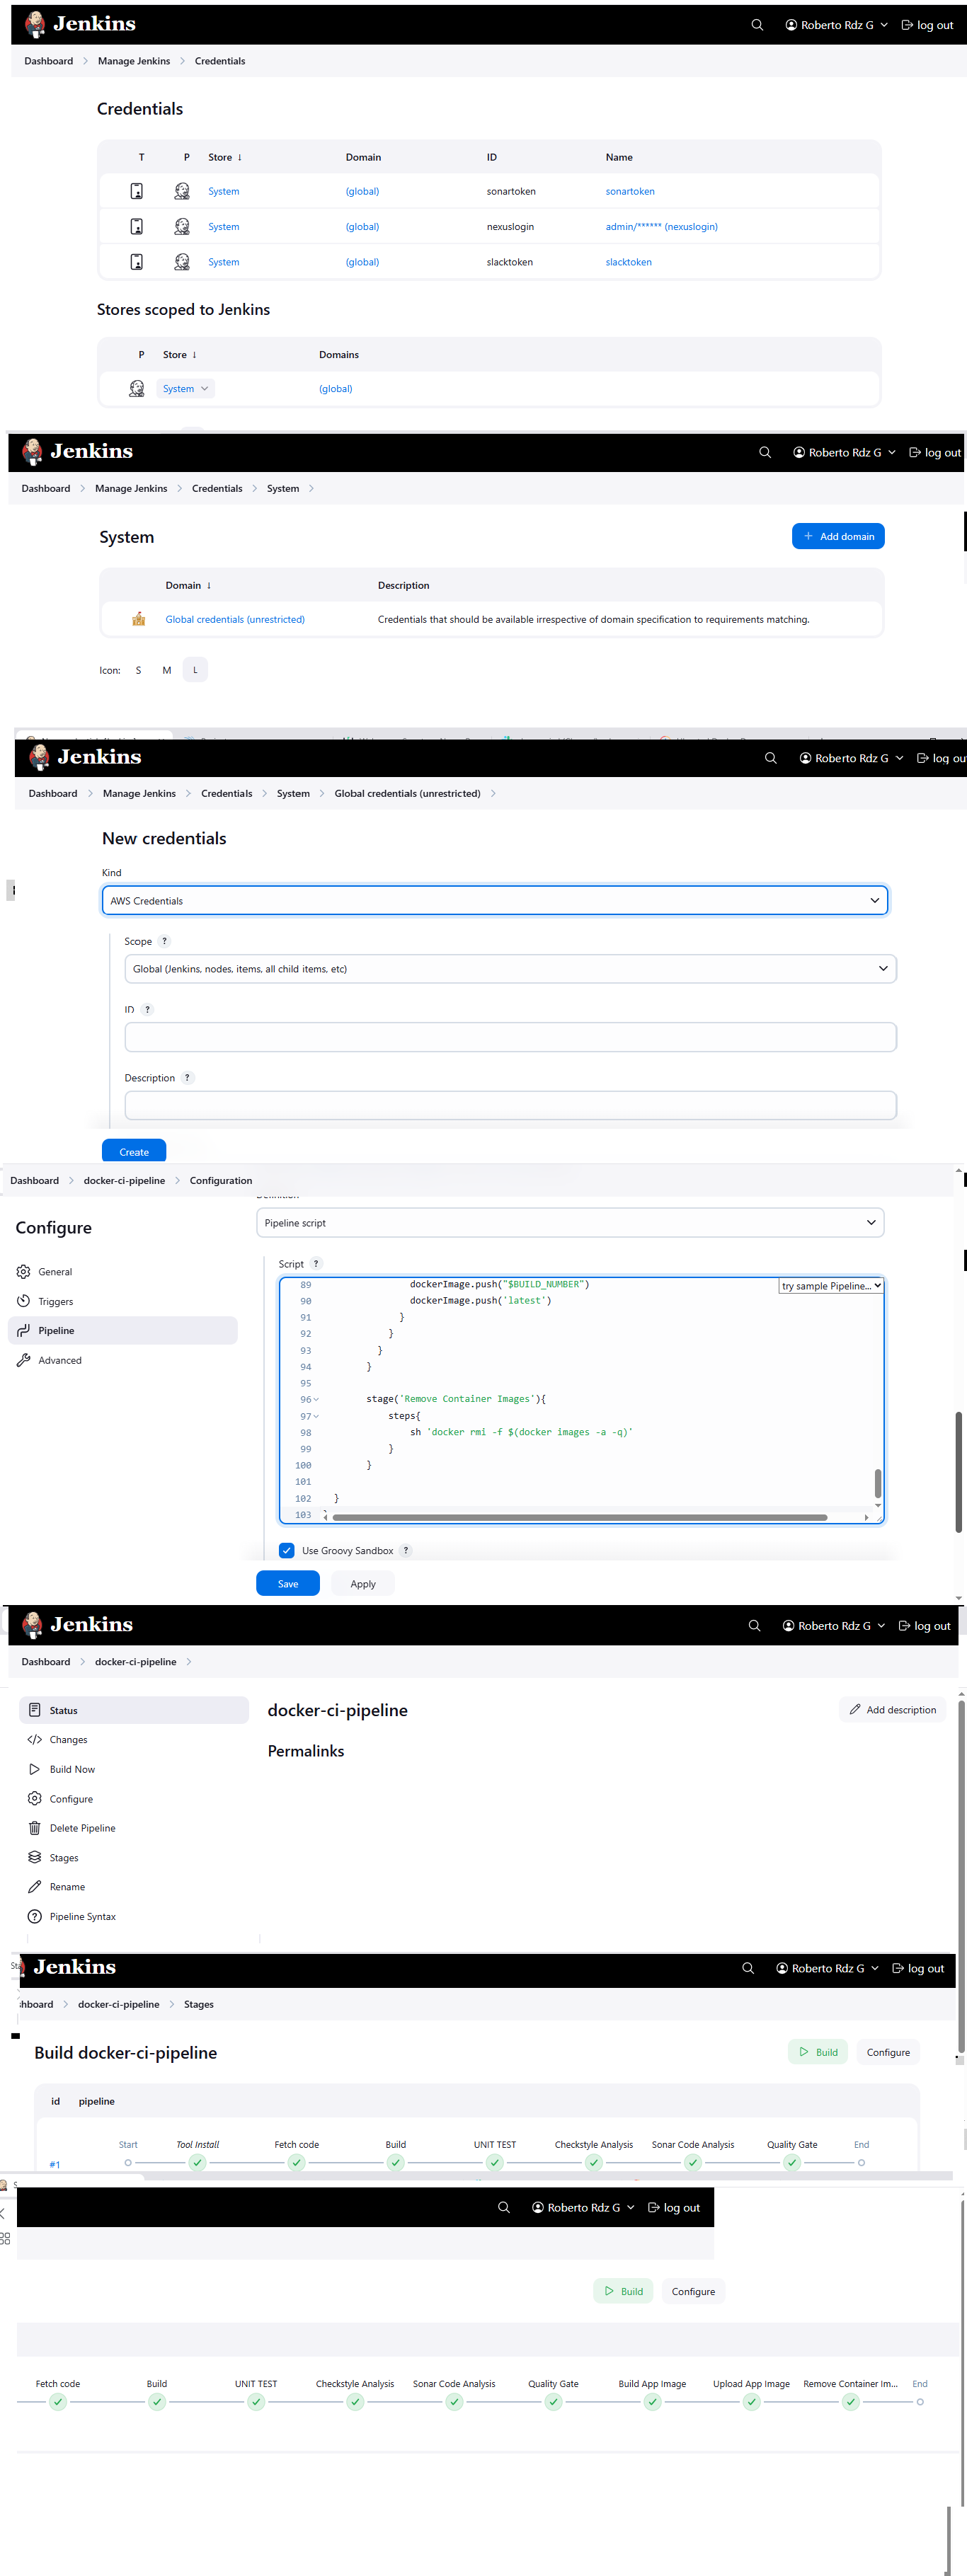 Jenkins
Roberto Rdz G
log out
Dashboard
Manage Jenkins
Credentials
Credentials
T P Store ↓ Domain ID Name
System (global) sonartoken sonartoken
System (global) nexuslogin admin/****** (nexuslogin)
System (global) slacktoken slacktoken
Stores scoped to Jenkins
P Store ↓ Domains
System (global)
Jenkins
Roberto Rdz G
log out
Dashboard
Manage Jenkins
Credentials
System
System
+ Add domain
Domain ↓ Description
Global credentials (unrestricted) Credentials that should be available irrespective of domain specification to requirements matching.
Icon: S M L
Jenkins
Roberto Rdz G
log ou
Dashboard
Manage Jenkins
Credentials
System
Global credentials (unrestricted)
New credentials
Kind
AWS Credentials
Scope ?
Global (Jenkins, nodes, items, all child items, etc)
ID ?
Description ?
Create
Dashboard
docker-ci-pipeline
Configuration
Definition
Configure
Pipeline script
General
Triggers
Pipeline
Advanced
Script ?
try sample Pipeline...
89 dockerImage.push("$BUILD_NUMBER")
90 dockerImage.push('latest')
91 }
92 }
93 }
94 }
95
96 stage('Remove Container Images'){
97 steps{
98 sh 'docker rmi -f $(docker images -a -q)'
99 }
100 }
101
102 }
103
Use Groovy Sandbox ?
Save
Apply
Jenkins
Roberto Rdz G
log out
Dashboard
docker-ci-pipeline
Status
Changes
Build Now
Configure
Delete Pipeline
Stages
Rename
Pipeline Syntax
docker-ci-pipeline
Add description
Permalinks
Jenkins
Roberto Rdz G
log out
hboard
docker-ci-pipeline
Stages
Build docker-ci-pipeline
Build
Configure
id pipeline
Start Tool Install Fetch code Build UNIT TEST Checkstyle Analysis Sonar Code Analysis Quality Gate End
#1
Roberto Rdz G
log out
Build
Configure
Fetch code Build UNIT TEST Checkstyle Analysis Sonar Code Analysis Quality Gate Build App Image Upload App Image Remove Container Im... End